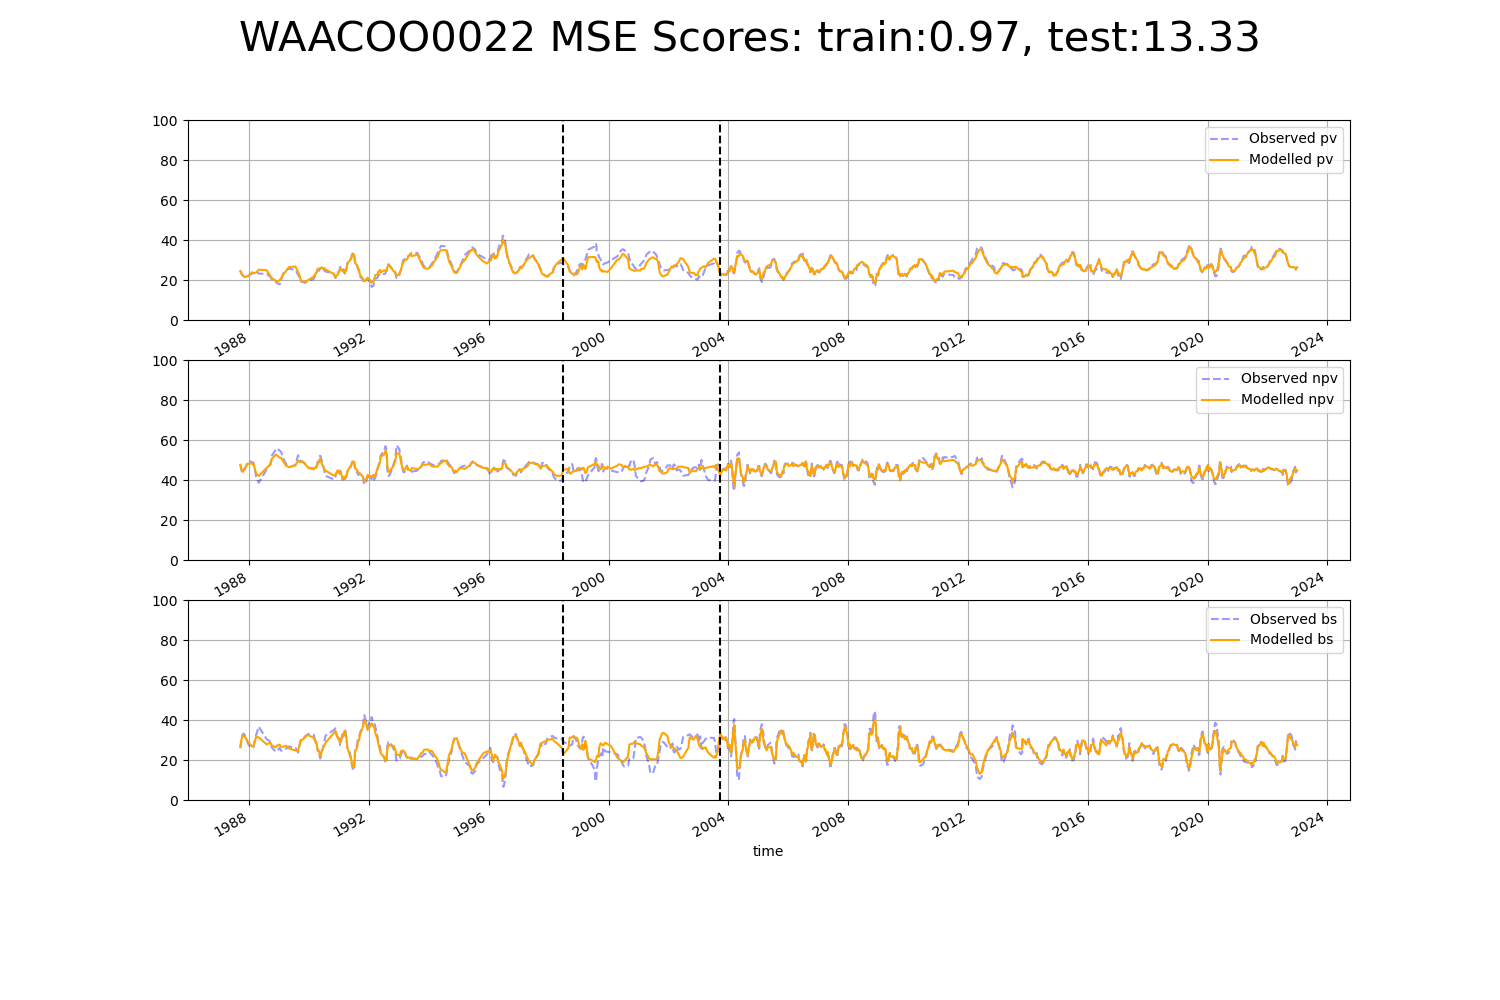 WAACOO0022 MSE Scores: train:0.97, test:13.33
100
80
60
40
20
0
Observed pv
Modelled pv
1988 1992 1996 2000 2004 2008 2012 2016 2020 2024
100
80
60
40
20
0
Observed npv
Modelled npv
1988 1992 1996 2000 2004 2008 2012 2016 2020 2024
100
80
60
40
20
0
Observed bs
Modelled bs
1988 1992 1996 2000 2004 2008 2012 2016 2020 2024
time